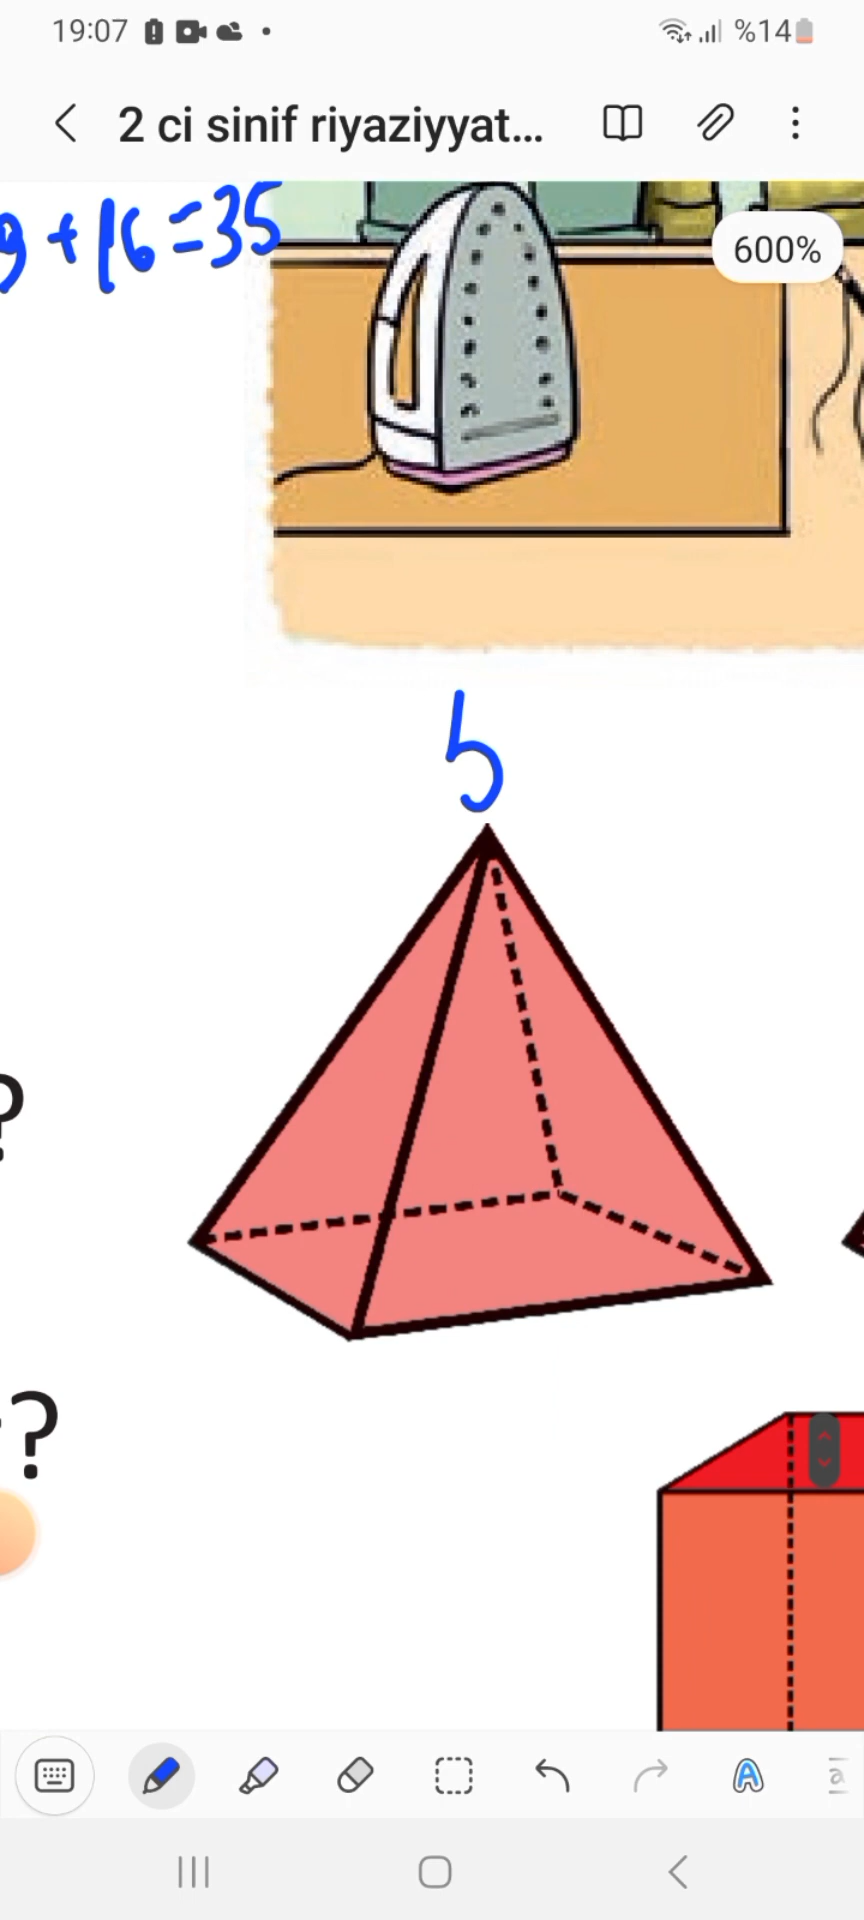 19:07 %14
2 ci sinif riyaziyyat...
9 + 16 = 35
600%
5
?
?